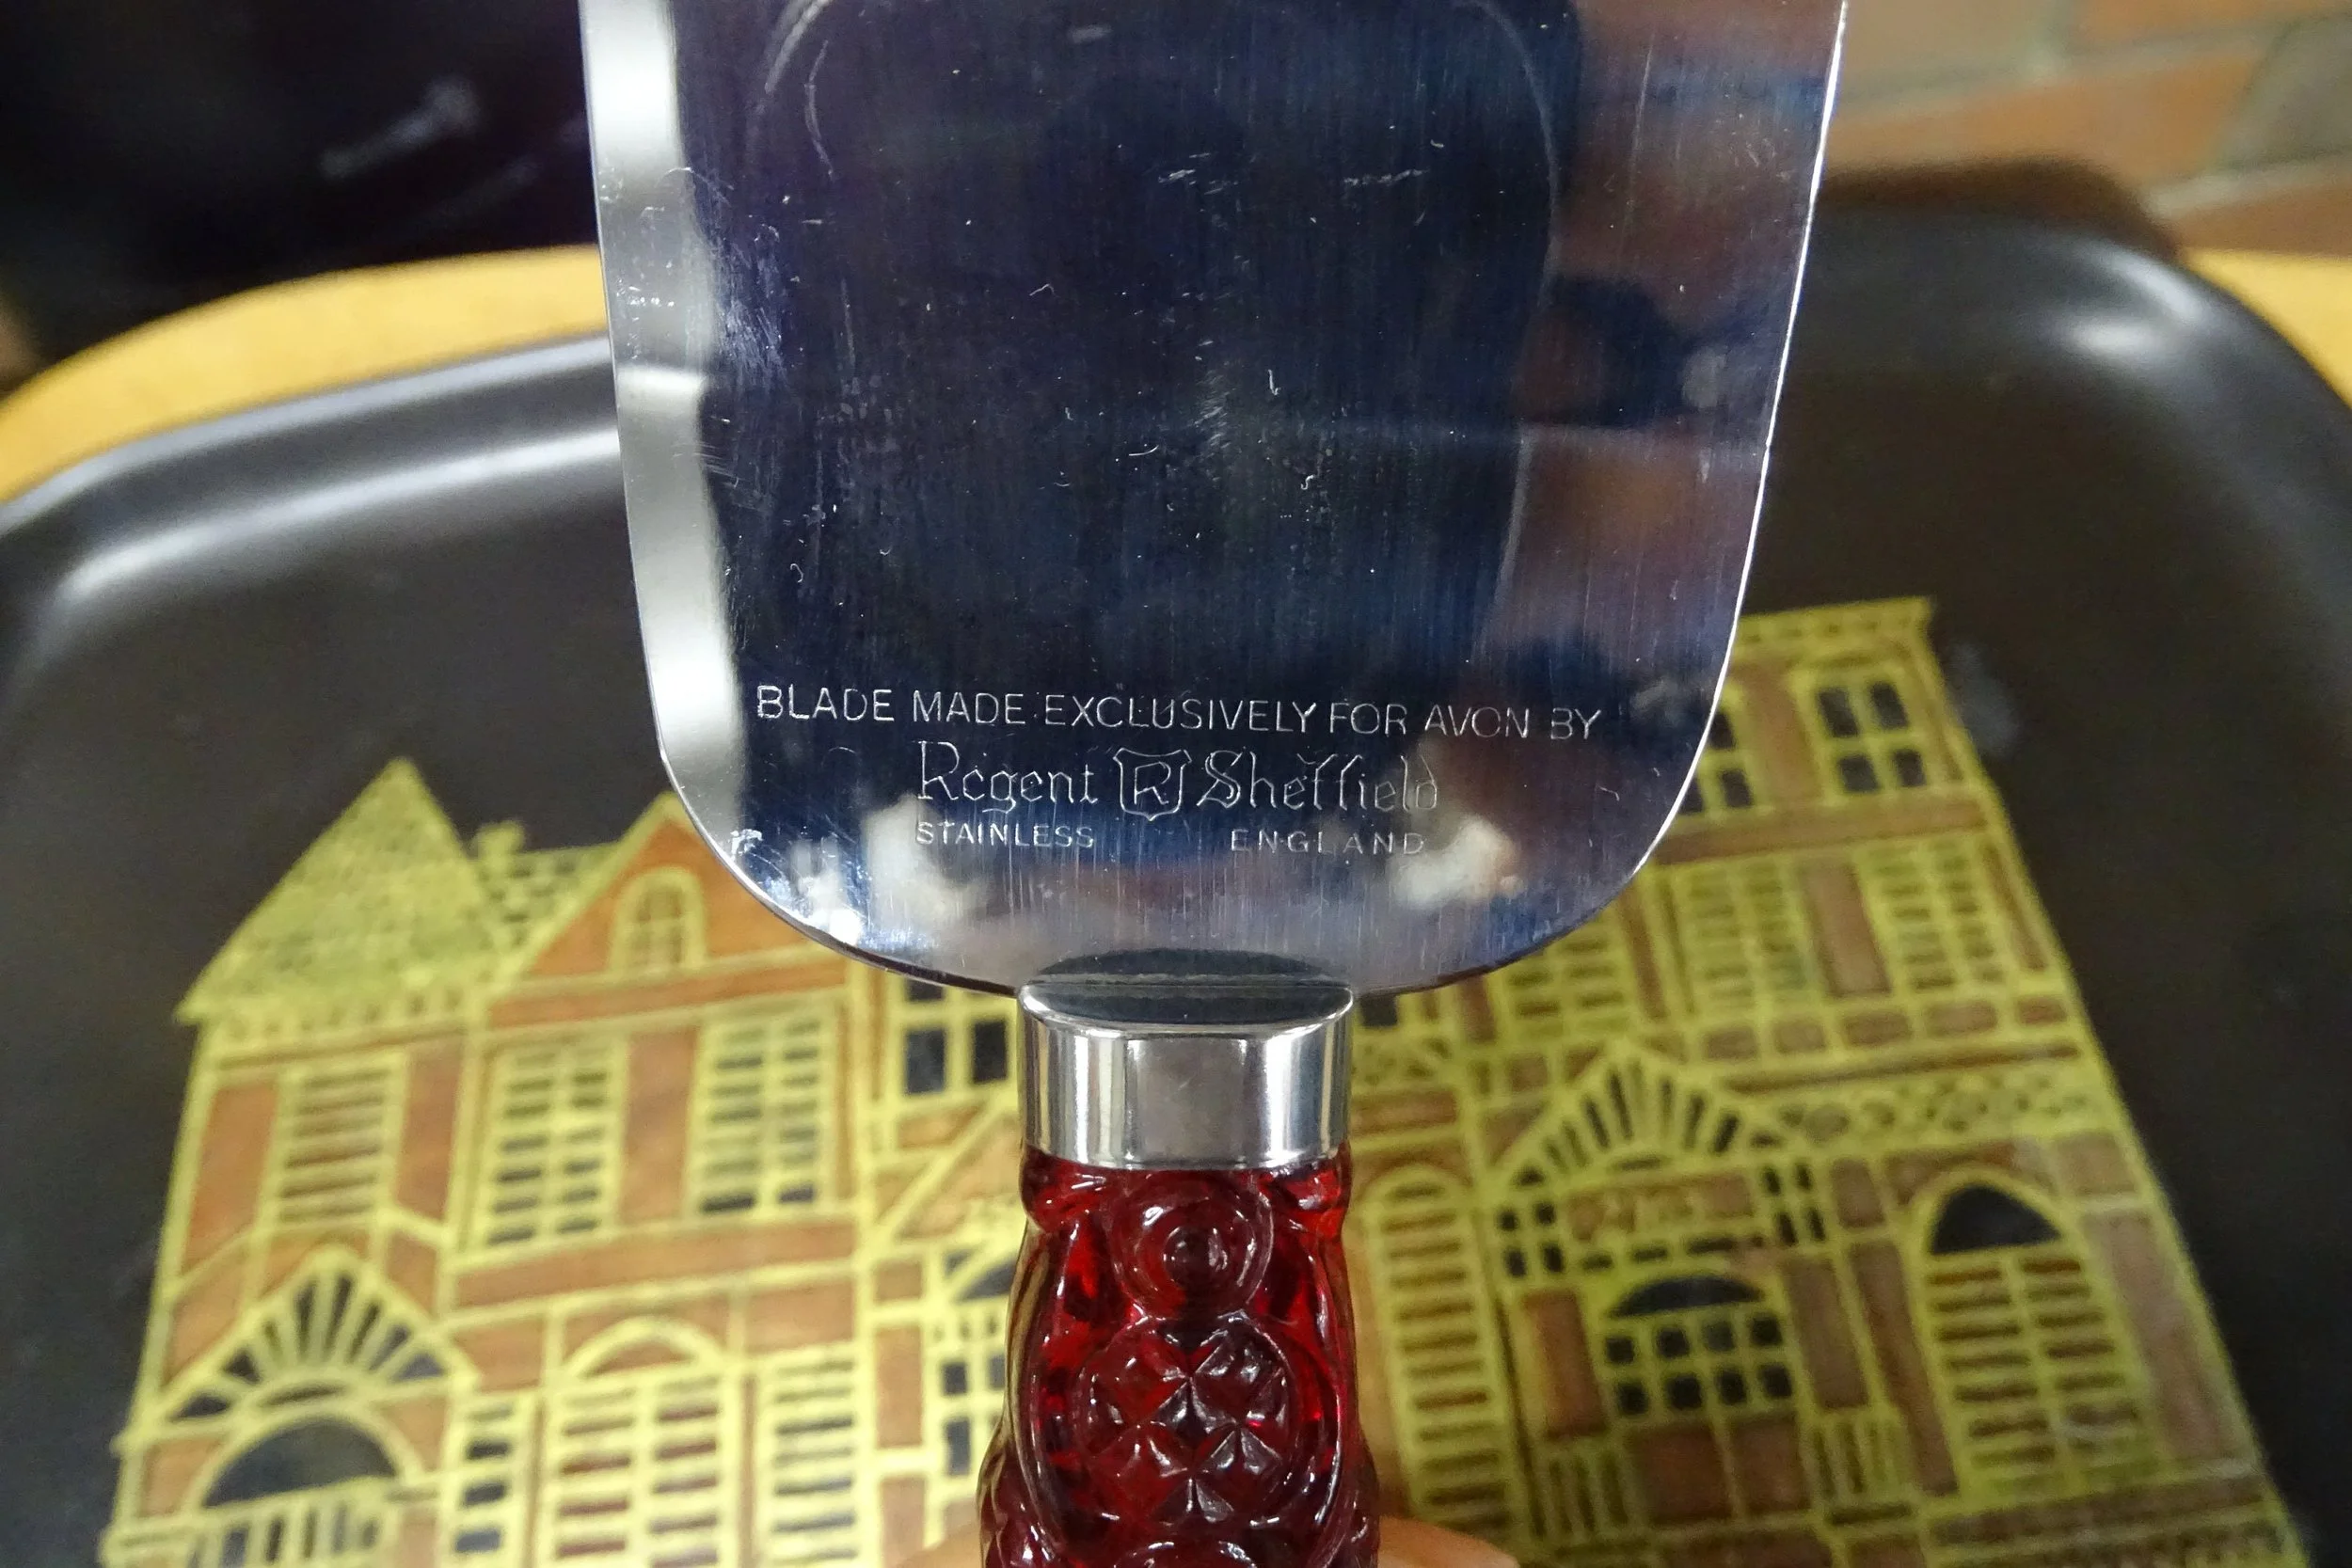 BLADE MADE EXCLUSIVELY FOR AVON BY
Regent R Sheffield
STAINLESS ENGLAND